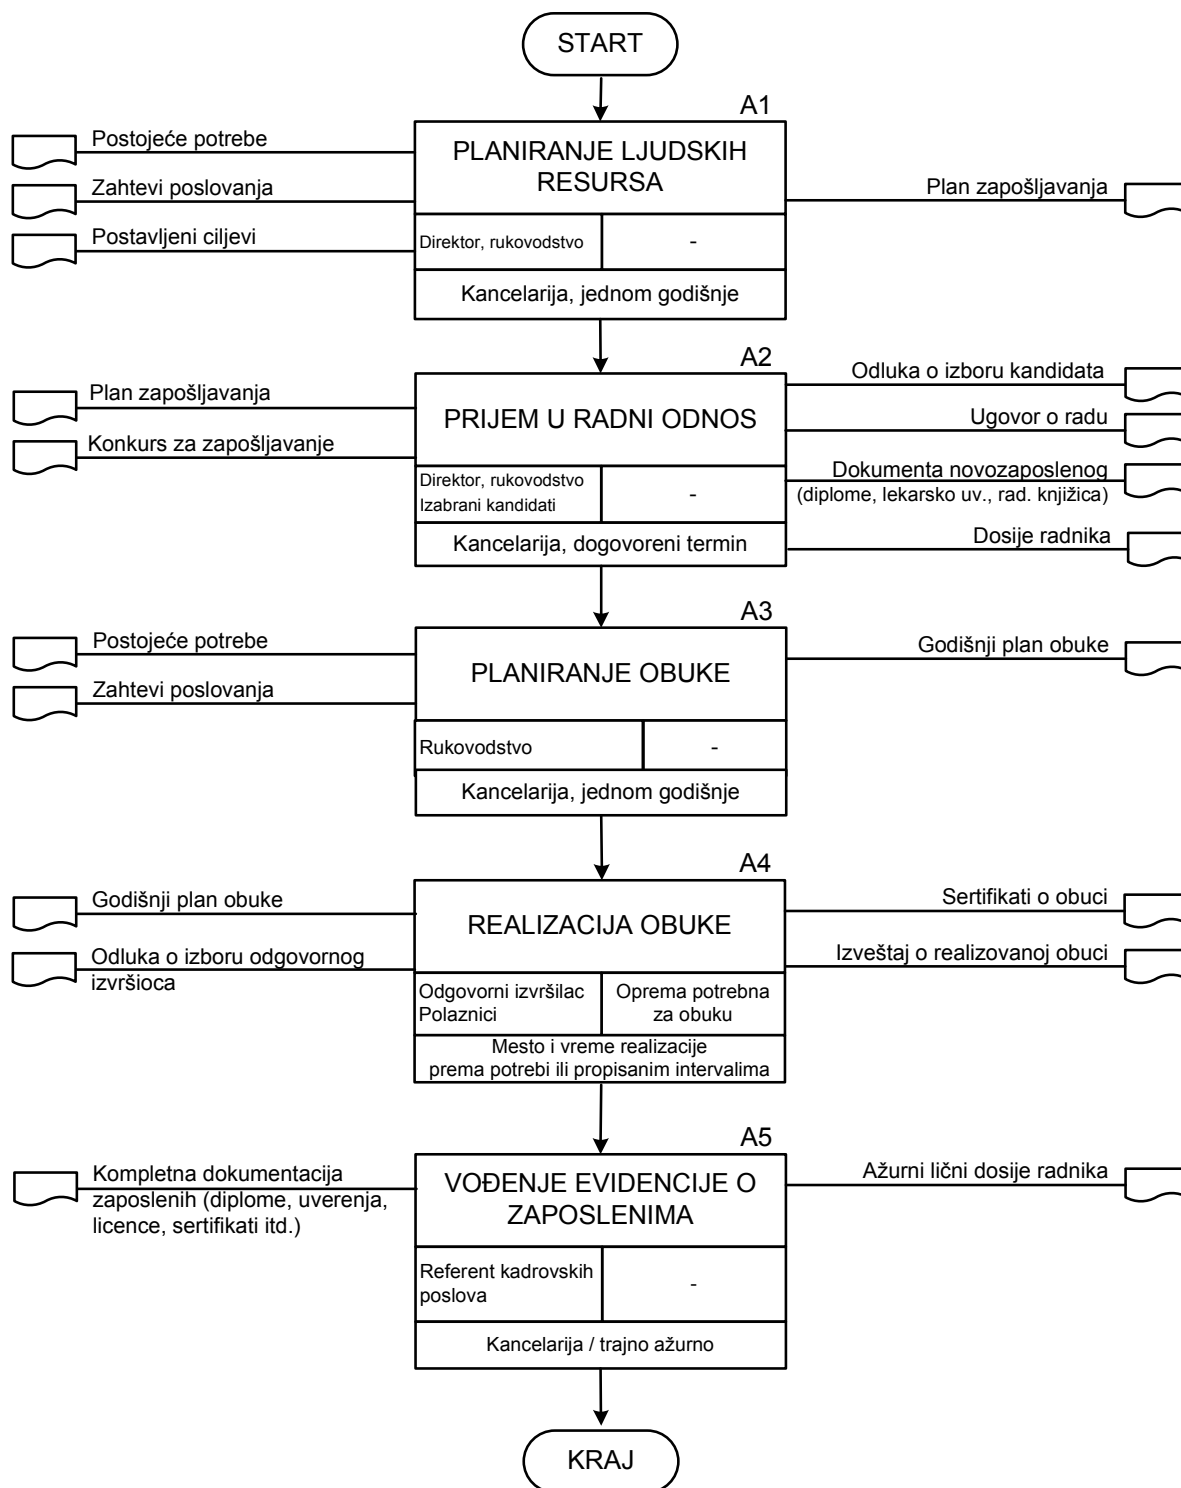 START
A1
Postojeće potrebe
Zahtevi poslovanja
Postavljeni ciljevi
PLANIRANJE LJUDSKIH
RESURSA
Direktor, rukovodstvo
-
Kancelarija, jednom godišnje
Plan zapošljavanja
A2
Plan zapošljavanja
Konkurs za zapošljavanje
PRIJEM U RADNI ODNOS
Direktor, rukovodstvo
Izabrani kandidati
-
Kancelarija, dogovoreni termin
Odluka o izboru kandidata
Ugovor o radu
Dokumenta novozaposlenog
(diplome, lekarsko uv., rad. knjižica)
Dosije radnika
A3
Postojeće potrebe
Zahtevi poslovanja
PLANIRANJE OBUKE
Rukovodstvo
-
Kancelarija, jednom godišnje
Godišnji plan obuke
A4
Godišnji plan obuke
Odluka o izboru odgovornog
izvršioca
REALIZACIJA OBUKE
Odgovorni izvršilac
Polaznici
Oprema potrebna
za obuku
Mesto i vreme realizacije
prema potrebi ili propisanim intervalima
Sertifikati o obuci
Izveštaj o realizovanoj obuci
A5
Kompletna dokumentacija
zaposlenih (diplome, uverenja,
licence, sertifikati itd.)
VOĐENJE EVIDENCIJE O
ZAPOSLENIMA
Referent kadrovskih
poslova
-
Kancelarija / trajno ažurno
Ažurni lični dosije radnika
KRAJ